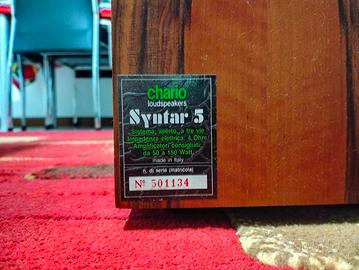 chario
loudspeakers
Syntar 5
Sistema aperto a tre vie
Impedenza elettrica 4 Ohm
Amplificatori consigliati
da 50 a 150 Watt
made in Italy
n. di serie (matricola)
Nº 501134